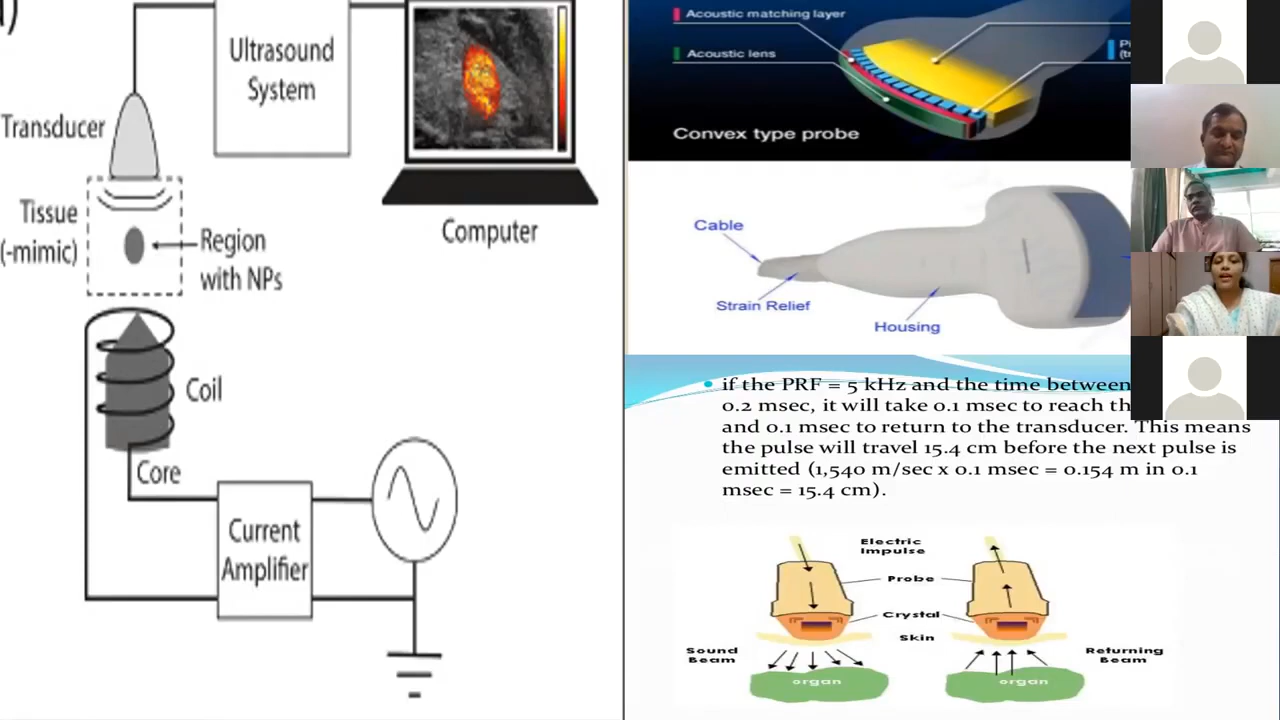 Ultrasound
System
Transducer
Tissue
(-mimic)
Region
with NPs
Computer
Coil
Core
Current
Amplifier
Acoustic matching layer
Acoustic lens
Convex type probe
Cable
Strain Relief
Housing
if the PRF = 5 kHz and the time between
0.2 msec, it will take 0.1 msec to reach
and 0.1 msec to return to the transducer. This means
the pulse will travel 15.4 cm before the next pulse is
emitted (1,540 m/sec x 0.1 msec = 0.154 m in 0.1
msec = 15.4 cm).
Electric
Impulse
Probe
Crystal
Skin
Sound
Beam
Returning
Beam
organ
organ